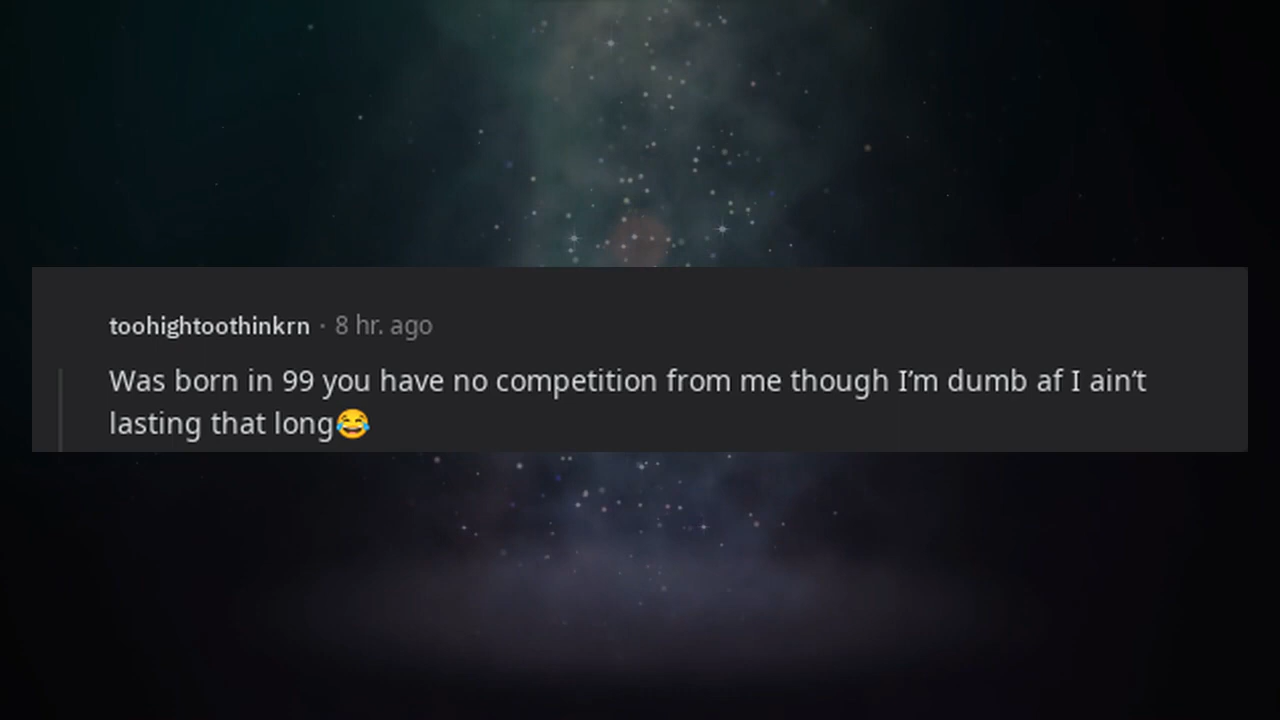 toohightoothinkrn · 8 hr. ago
Was born in 99 you have no competition from me though I’m dumb af I ain’t
lasting that long😂